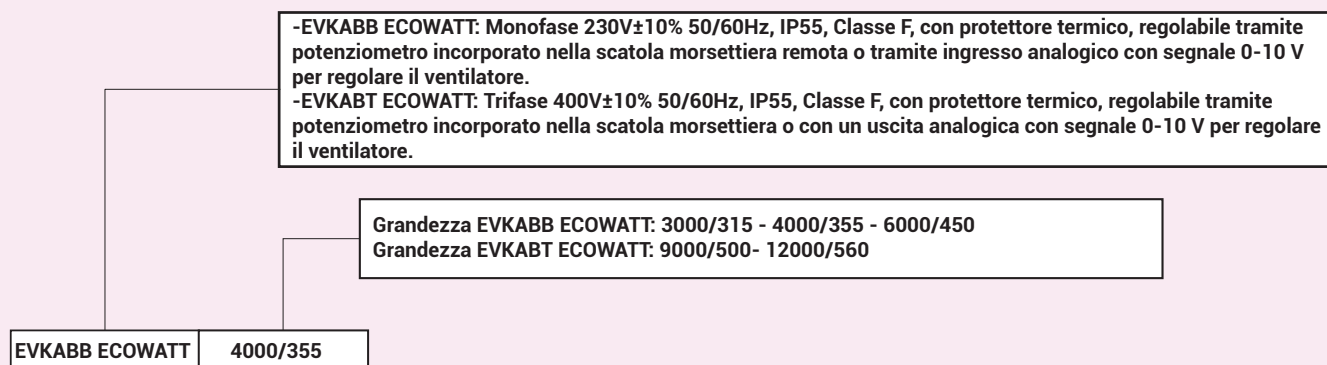 -EVKABB ECOWATT: Monofase 230V±10% 50/60Hz, IP55, Classe F, con protettore termico, regolabile tramite
potenziometro incorporato nella scatola morsettiera remota o tramite ingresso analogico con segnale 0-10 V
per regolare il ventilatore.
-EVKABT ECOWATT: Trifase 400V±10% 50/60Hz, IP55, Classe F, con protettore termico, regolabile tramite
potenziometro incorporato nella scatola morsettiera o con un uscita analogica con segnale 0-10 V per regolare
il ventilatore.
Grandezza EVKABB ECOWATT: 3000/315 - 4000/355 - 6000/450
Grandezza EVKABT ECOWATT: 9000/500- 12000/560
EVKABB ECOWATT 4000/355